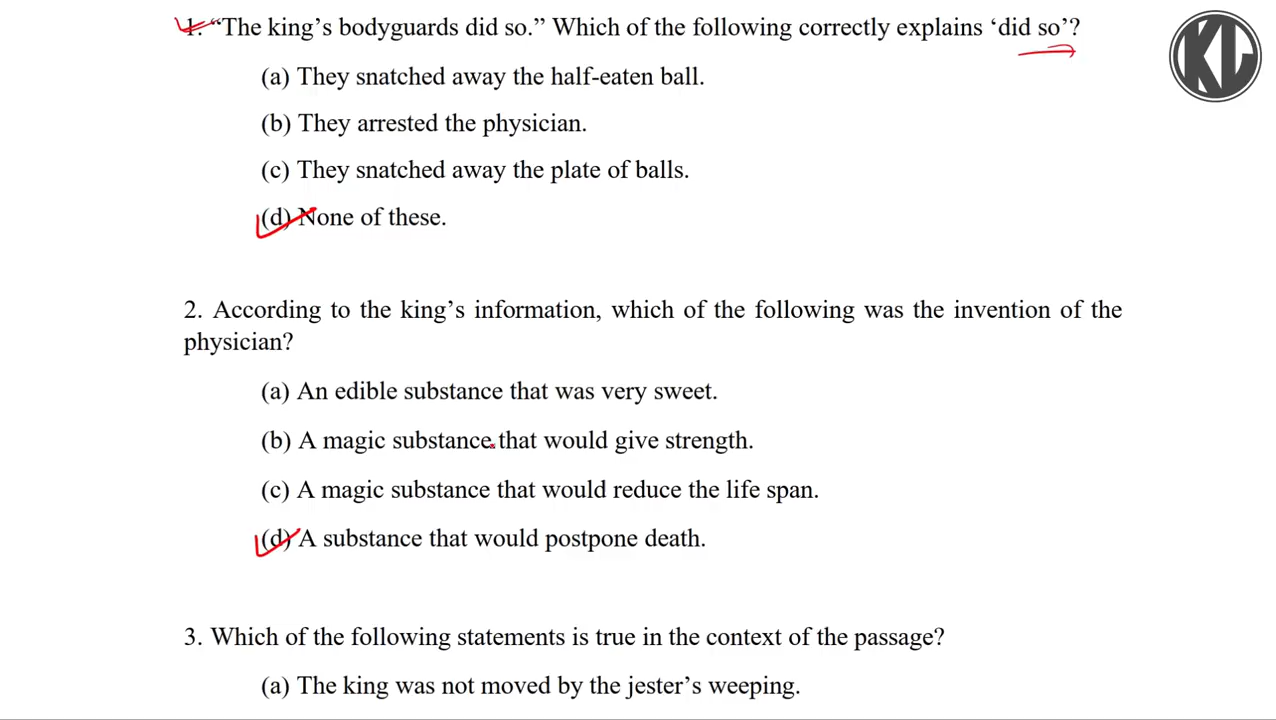 1. “The king’s bodyguards did so.” Which of the following correctly explains ‘did so’?
(a) They snatched away the half-eaten ball.
(b) They arrested the physician.
(c) They snatched away the plate of balls.
(d) None of these.
2. According to the king’s information, which of the following was the invention of the
physician?
(a) An edible substance that was very sweet.
(b) A magic substance that would give strength.
(c) A magic substance that would reduce the life span.
(d) A substance that would postpone death.
3. Which of the following statements is true in the context of the passage?
(a) The king was not moved by the jester’s weeping.
KL